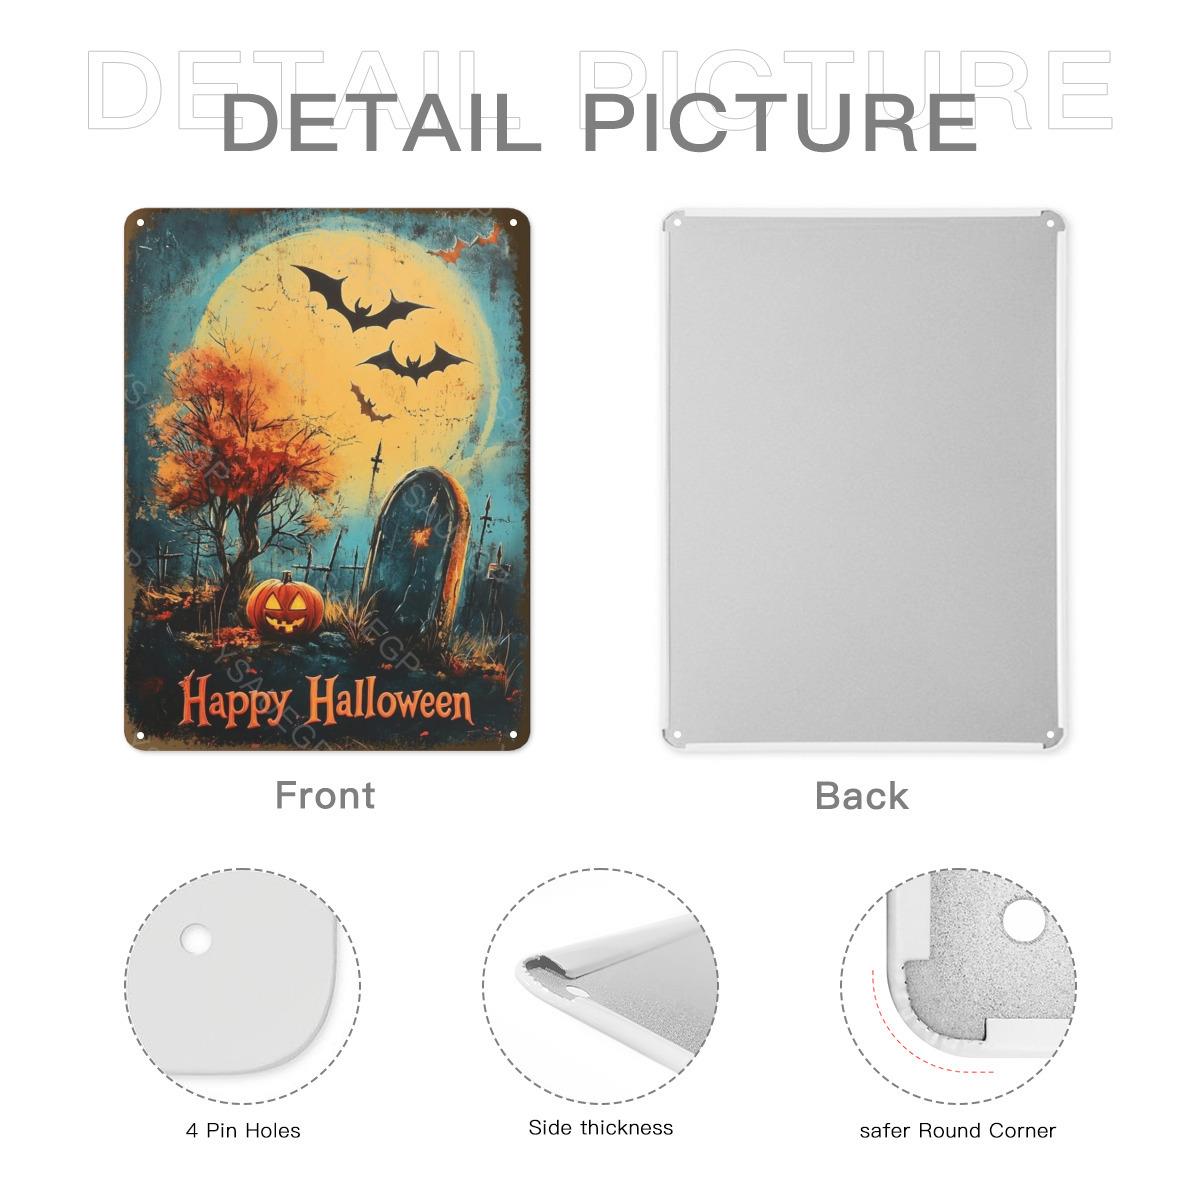 DETAIL PICTURE
DETAIL PICTURE
Happy Halloween
Front
Back
4 Pin Holes
Side thickness
safer Round Corner